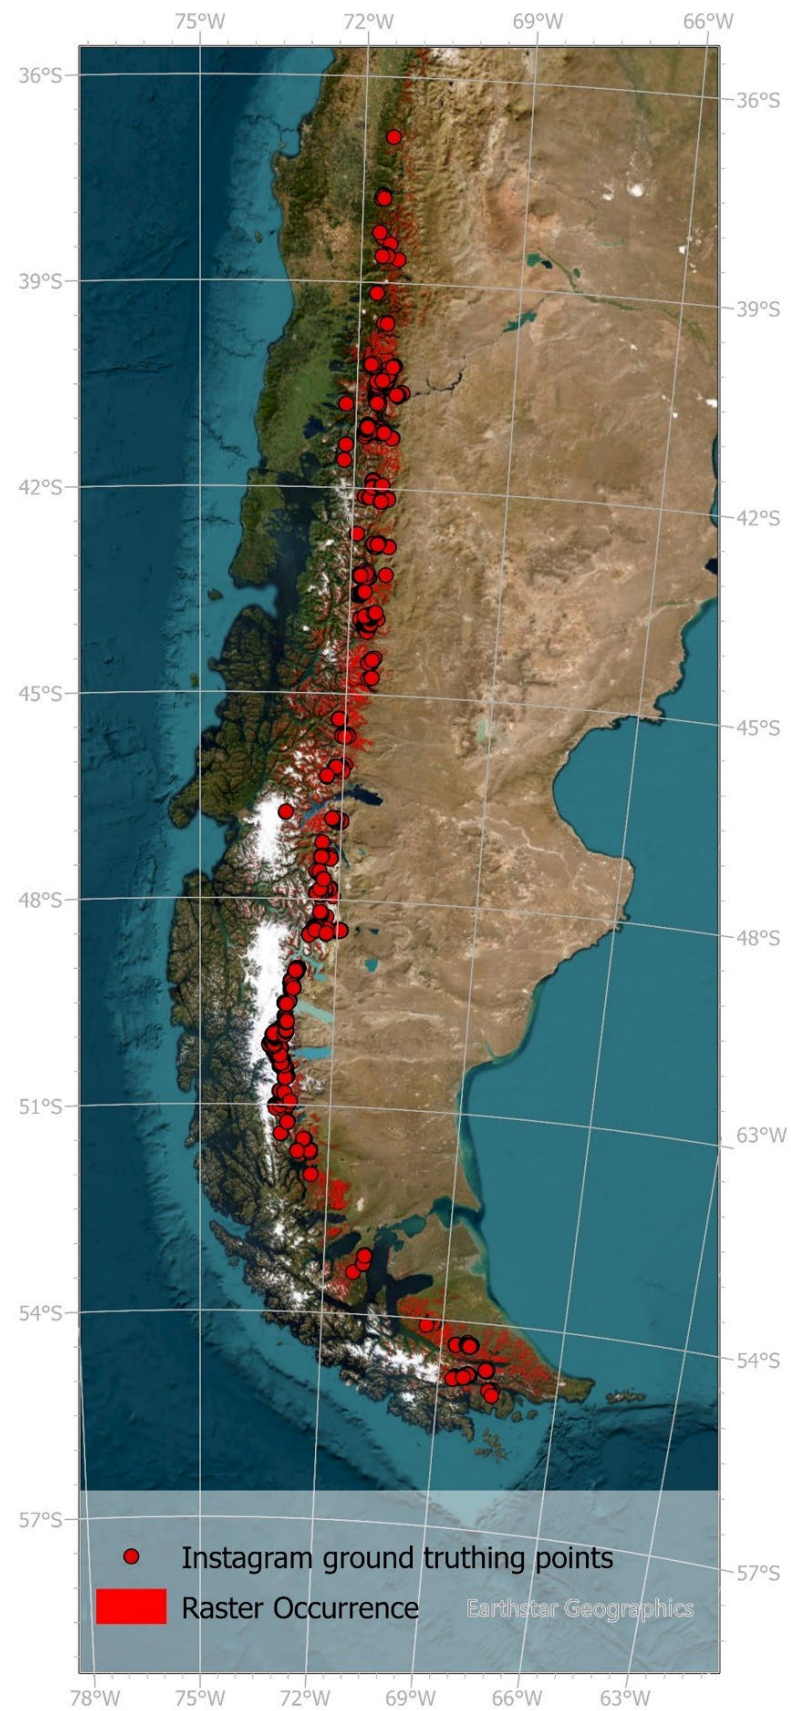 75°W 72°W 69°W 66°W
36°S
36°S
39°S
39°S
42°S
42°S
45°S
45°S
48°S
48°S
51°S
63°W
54°S
54°S
57°S
Instagram ground truthing points
57°S
Raster Occurrence Earthstar Geographics
78°W 75°W 72°W 69°W 66°W 63°W